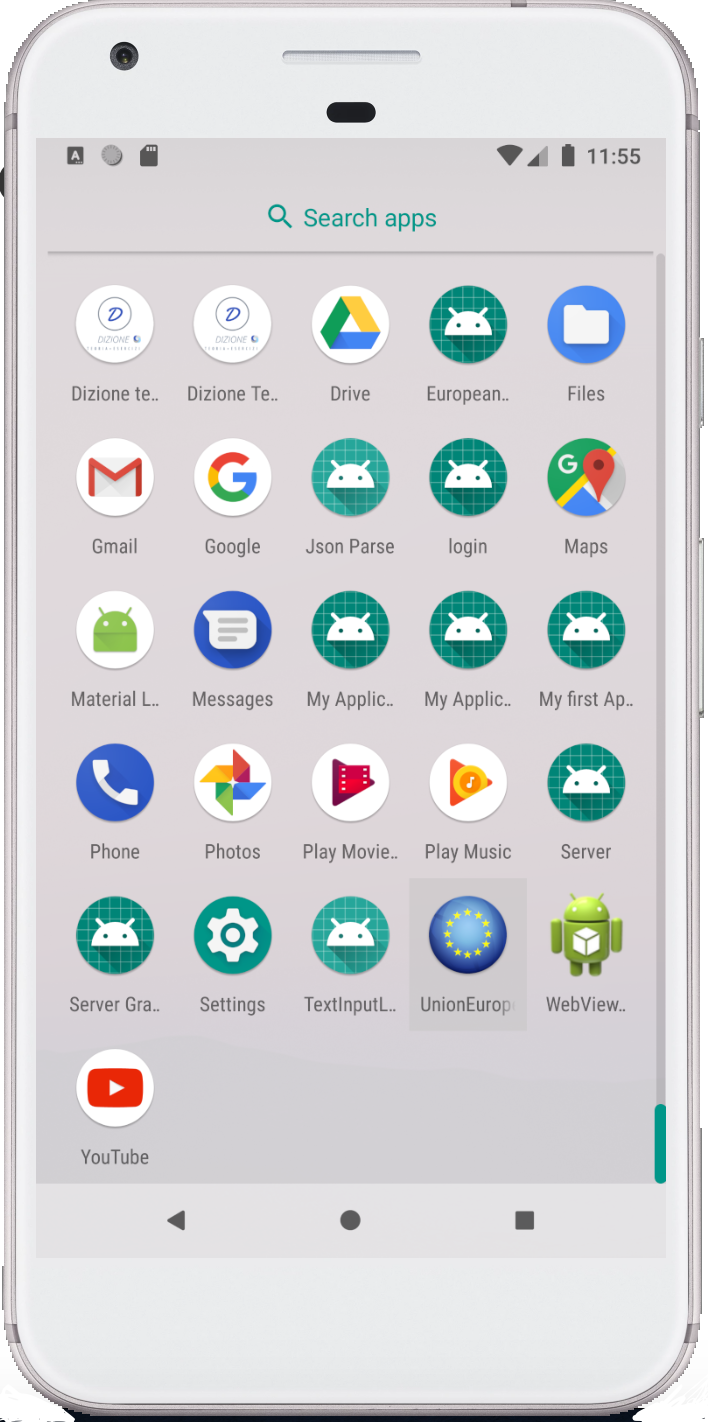 A
11:55
Search apps
D
DIZIONE
D
DIZIONE
Dizione te..
Dizione Te..
Drive
European..
Files
G
G
Gmail
Google
Json Parse
login
Maps
Material L..
Messages
My Applic..
My Applic..
My first Ap..
Phone
Photos
Play Movie..
Play Music
Server
Server Gra..
Settings
TextInputL..
UnionEurop
WebView..
YouTube